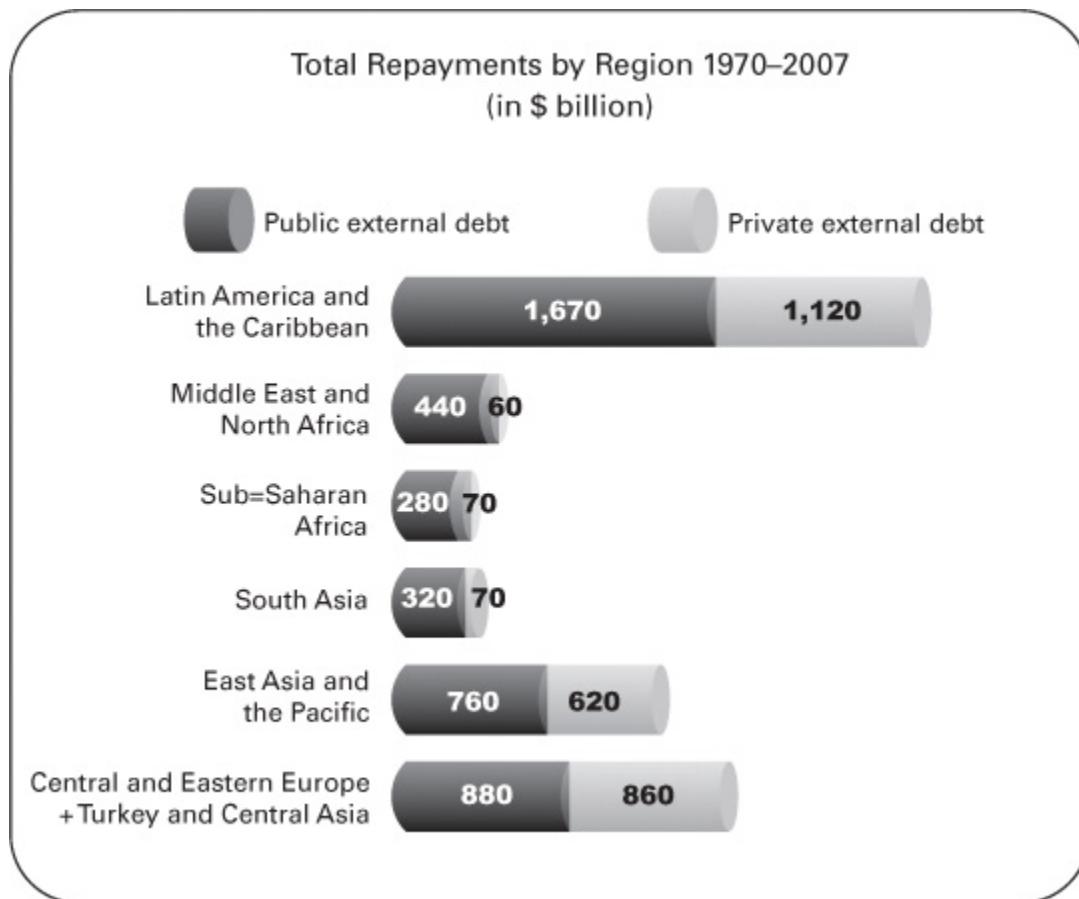 Total Repayments by Region 1970–2007
(in $ billion)
Public external debt
Private external debt
Latin America and
the Caribbean
1,670
1,120
Middle East and
North Africa
440
60
Sub=Saharan
Africa
280
70
South Asia
320
70
East Asia and
the Pacific
760
620
Central and Eastern Europe
+Turkey and Central Asia
880
860